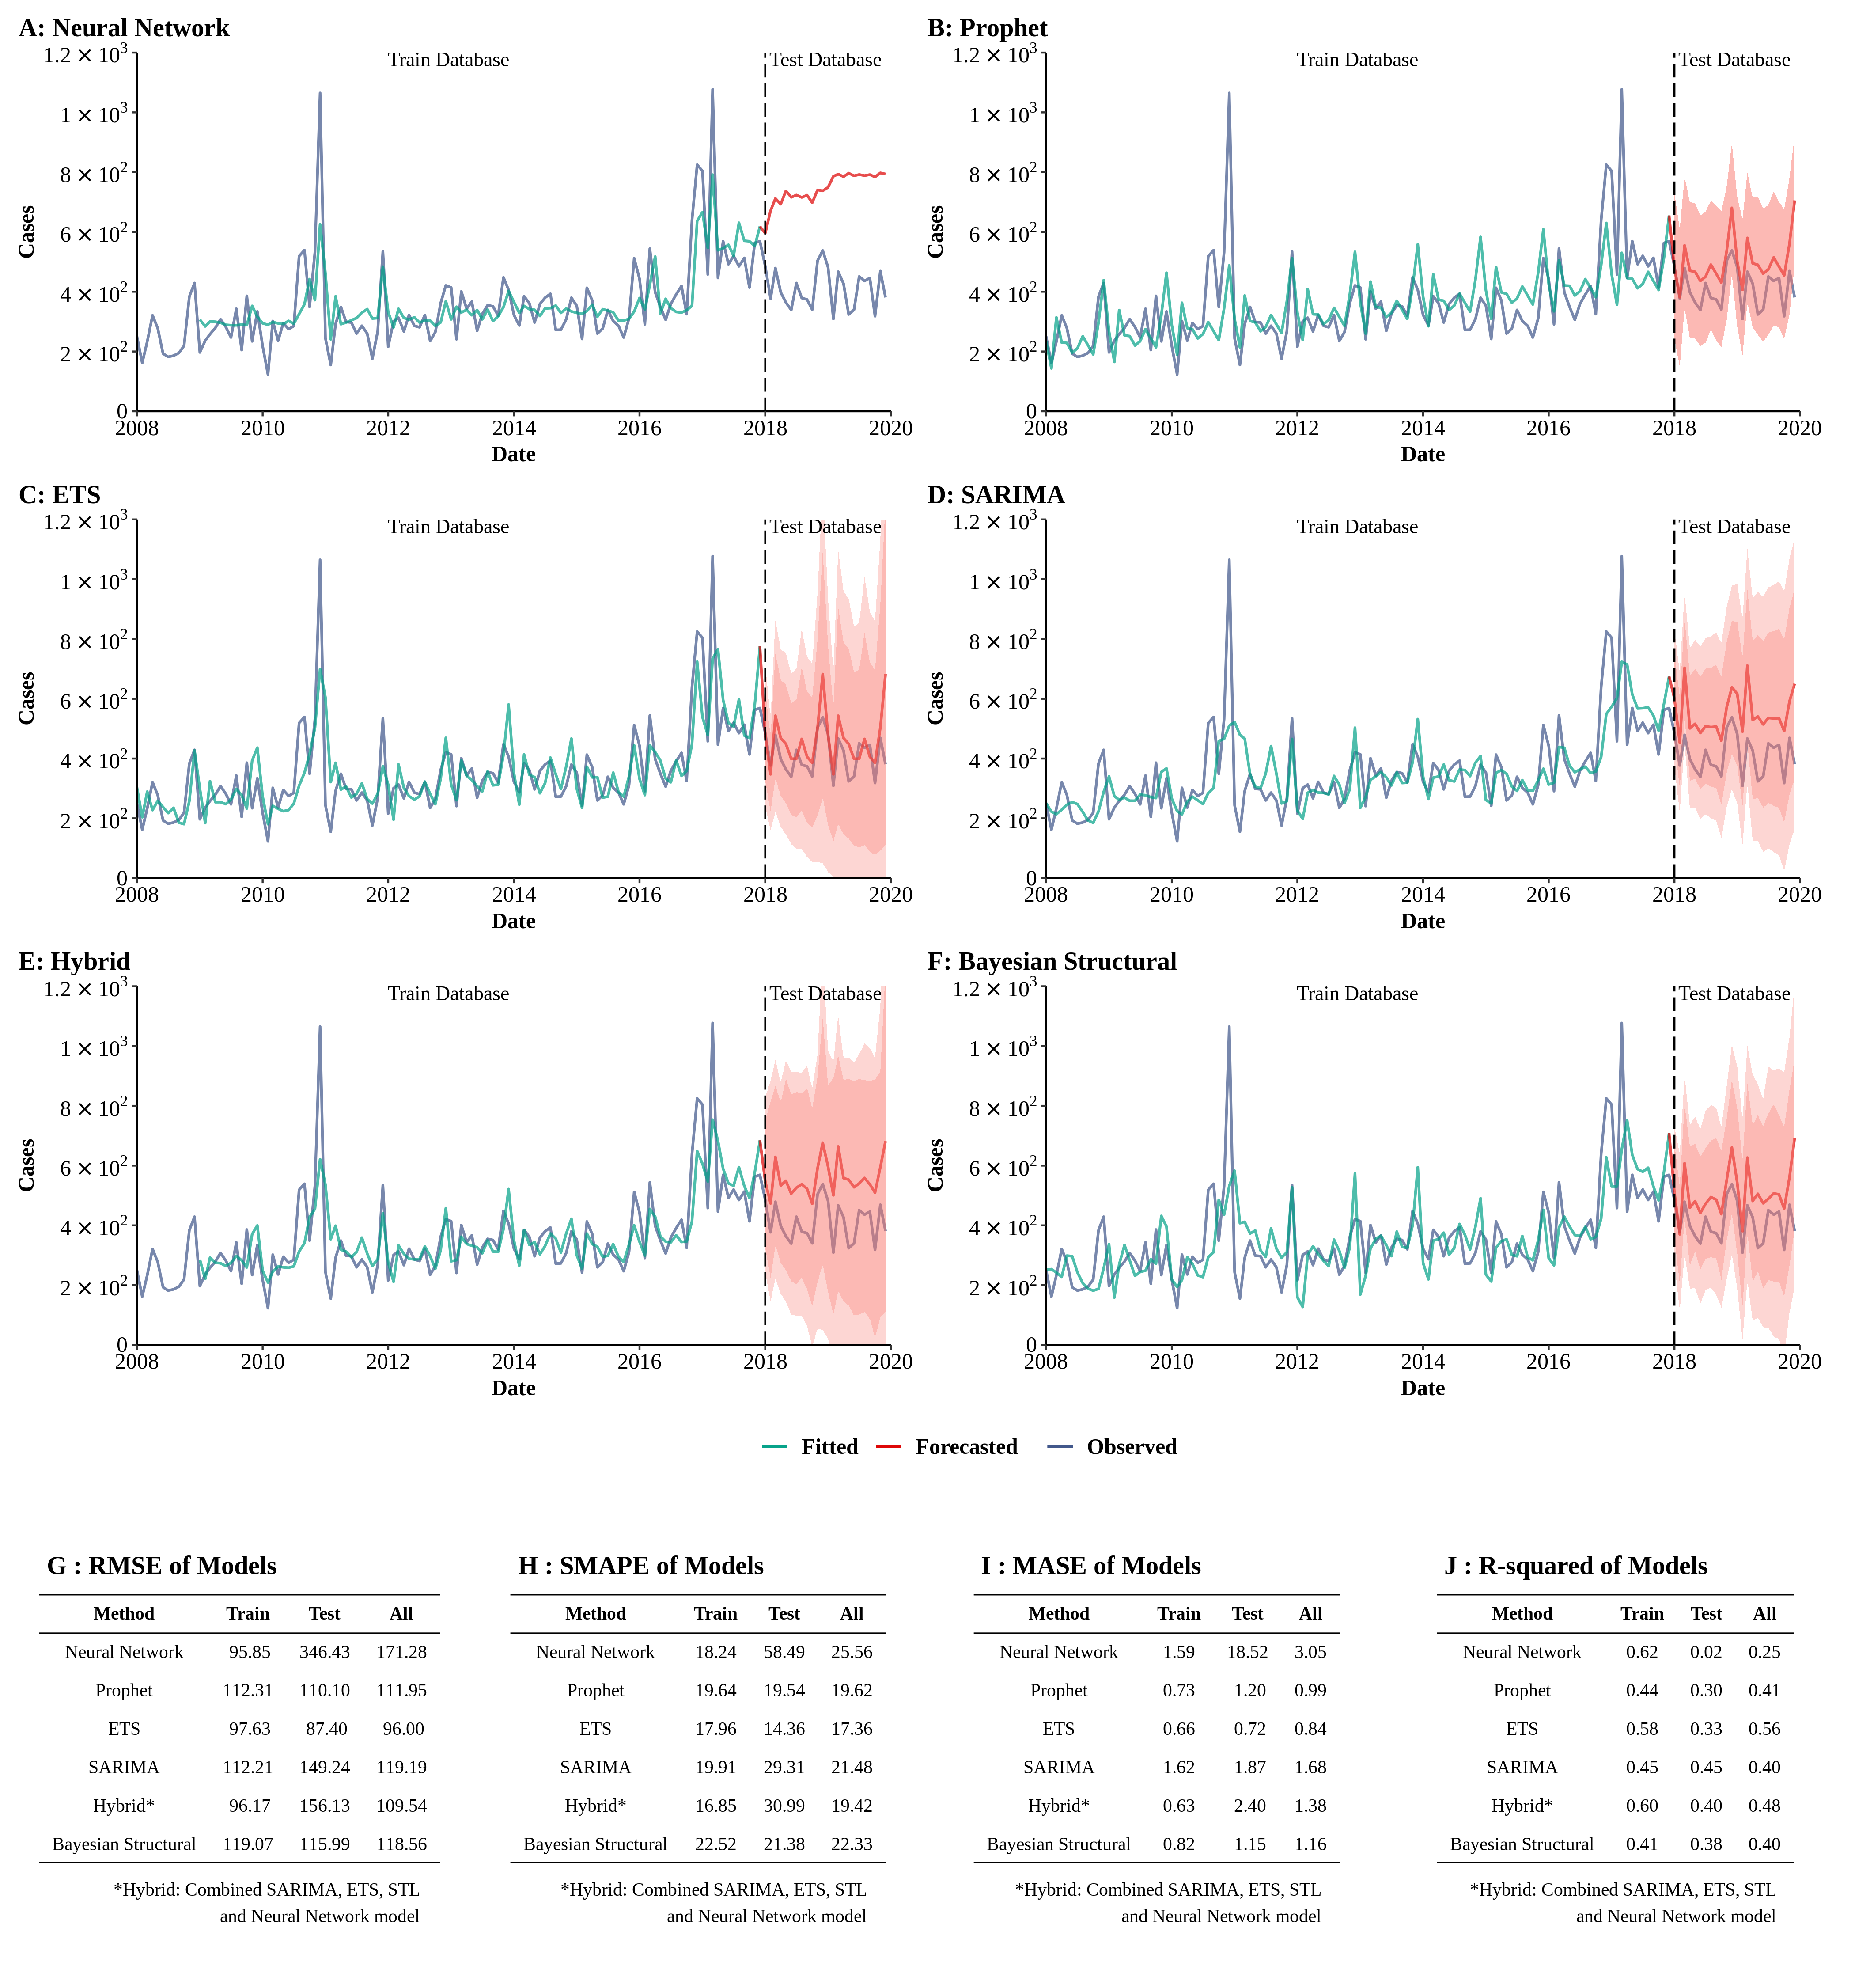 A: Neural Network
1.2 × 10³
1 × 10³
8 × 10²
6 × 10²
4 × 10²
2 × 10²
0
Cases
Train Database
Test Database
2008 2010 2012 2014 2016 2018 2020
Date
B: Prophet
1.2 × 10³
1 × 10³
8 × 10²
6 × 10²
4 × 10²
2 × 10²
0
Cases
Train Database
Test Database
2008 2010 2012 2014 2016 2018 2020
Date
C: ETS
1.2 × 10³
1 × 10³
8 × 10²
6 × 10²
4 × 10²
2 × 10²
0
Cases
Train Database
Test Database
2008 2010 2012 2014 2016 2018 2020
Date
D: SARIMA
1.2 × 10³
1 × 10³
8 × 10²
6 × 10²
4 × 10²
2 × 10²
0
Cases
Train Database
Test Database
2008 2010 2012 2014 2016 2018 2020
Date
E: Hybrid
1.2 × 10³
1 × 10³
8 × 10²
6 × 10²
4 × 10²
2 × 10²
0
Cases
Train Database
Test Database
2008 2010 2012 2014 2016 2018 2020
Date
F: Bayesian Structural
1.2 × 10³
1 × 10³
8 × 10²
6 × 10²
4 × 10²
2 × 10²
0
Cases
Train Database
Test Database
2008 2010 2012 2014 2016 2018 2020
Date
Fitted Forecasted Observed
G : RMSE of Models
Method Train Test All
Neural Network 95.85 346.43 171.28
Prophet 112.31 110.10 111.95
ETS 97.63 87.40 96.00
SARIMA 112.21 149.24 119.19
Hybrid* 96.17 156.13 109.54
Bayesian Structural 119.07 115.99 118.56
*Hybrid: Combined SARIMA, ETS, STL
and Neural Network model
H : SMAPE of Models
Method Train Test All
Neural Network 18.24 58.49 25.56
Prophet 19.64 19.54 19.62
ETS 17.96 14.36 17.36
SARIMA 19.91 29.31 21.48
Hybrid* 16.85 30.99 19.42
Bayesian Structural 22.52 21.38 22.33
*Hybrid: Combined SARIMA, ETS, STL
and Neural Network model
I : MASE of Models
Method Train Test All
Neural Network 1.59 18.52 3.05
Prophet 0.73 1.20 0.99
ETS 0.66 0.72 0.84
SARIMA 1.62 1.87 1.68
Hybrid* 0.63 2.40 1.38
Bayesian Structural 0.82 1.15 1.16
*Hybrid: Combined SARIMA, ETS, STL
and Neural Network model
J : R-squared of Models
Method Train Test All
Neural Network 0.62 0.02 0.25
Prophet 0.44 0.30 0.41
ETS 0.58 0.33 0.56
SARIMA 0.45 0.45 0.40
Hybrid* 0.60 0.40 0.48
Bayesian Structural 0.41 0.38 0.40
*Hybrid: Combined SARIMA, ETS, STL
and Neural Network model